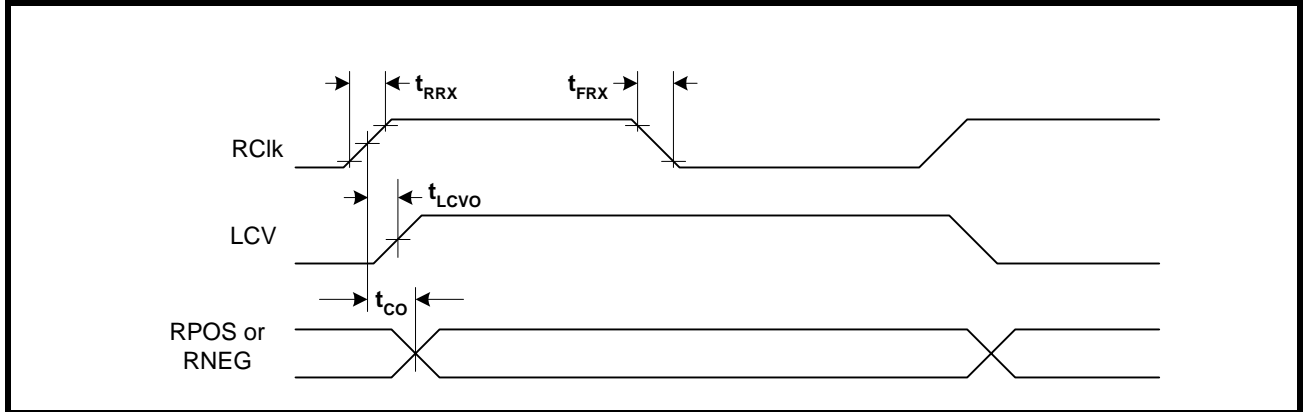 tRRX
tFRX
RClk
tLCVO
LCV
tCO
RPOS or
RNEG